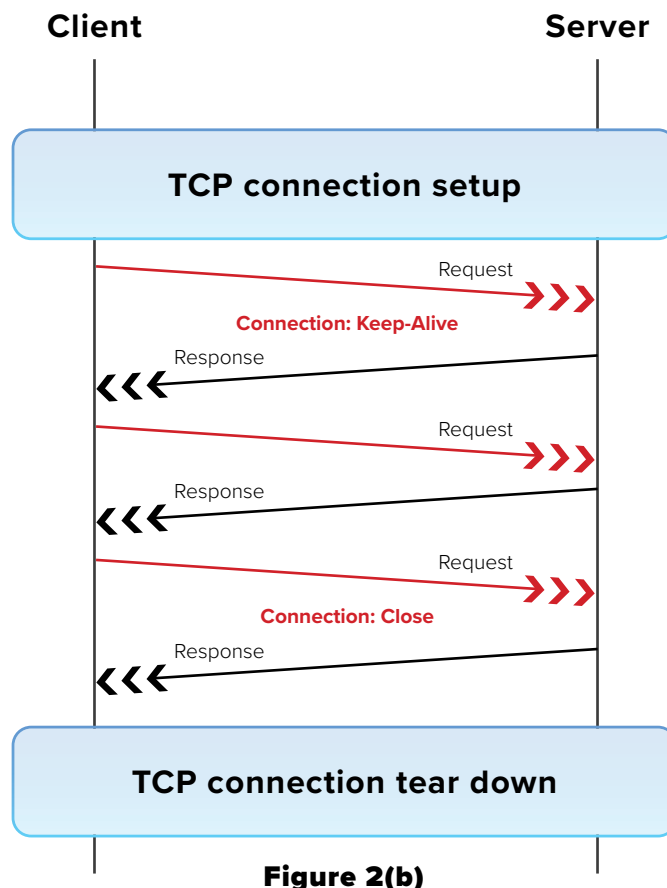 Client
Server
TCP connection setup
Request
Connection: Keep-Alive
Response
Request
Response
Request
Connection: Close
Response
TCP connection tear down
Figure 2(b)